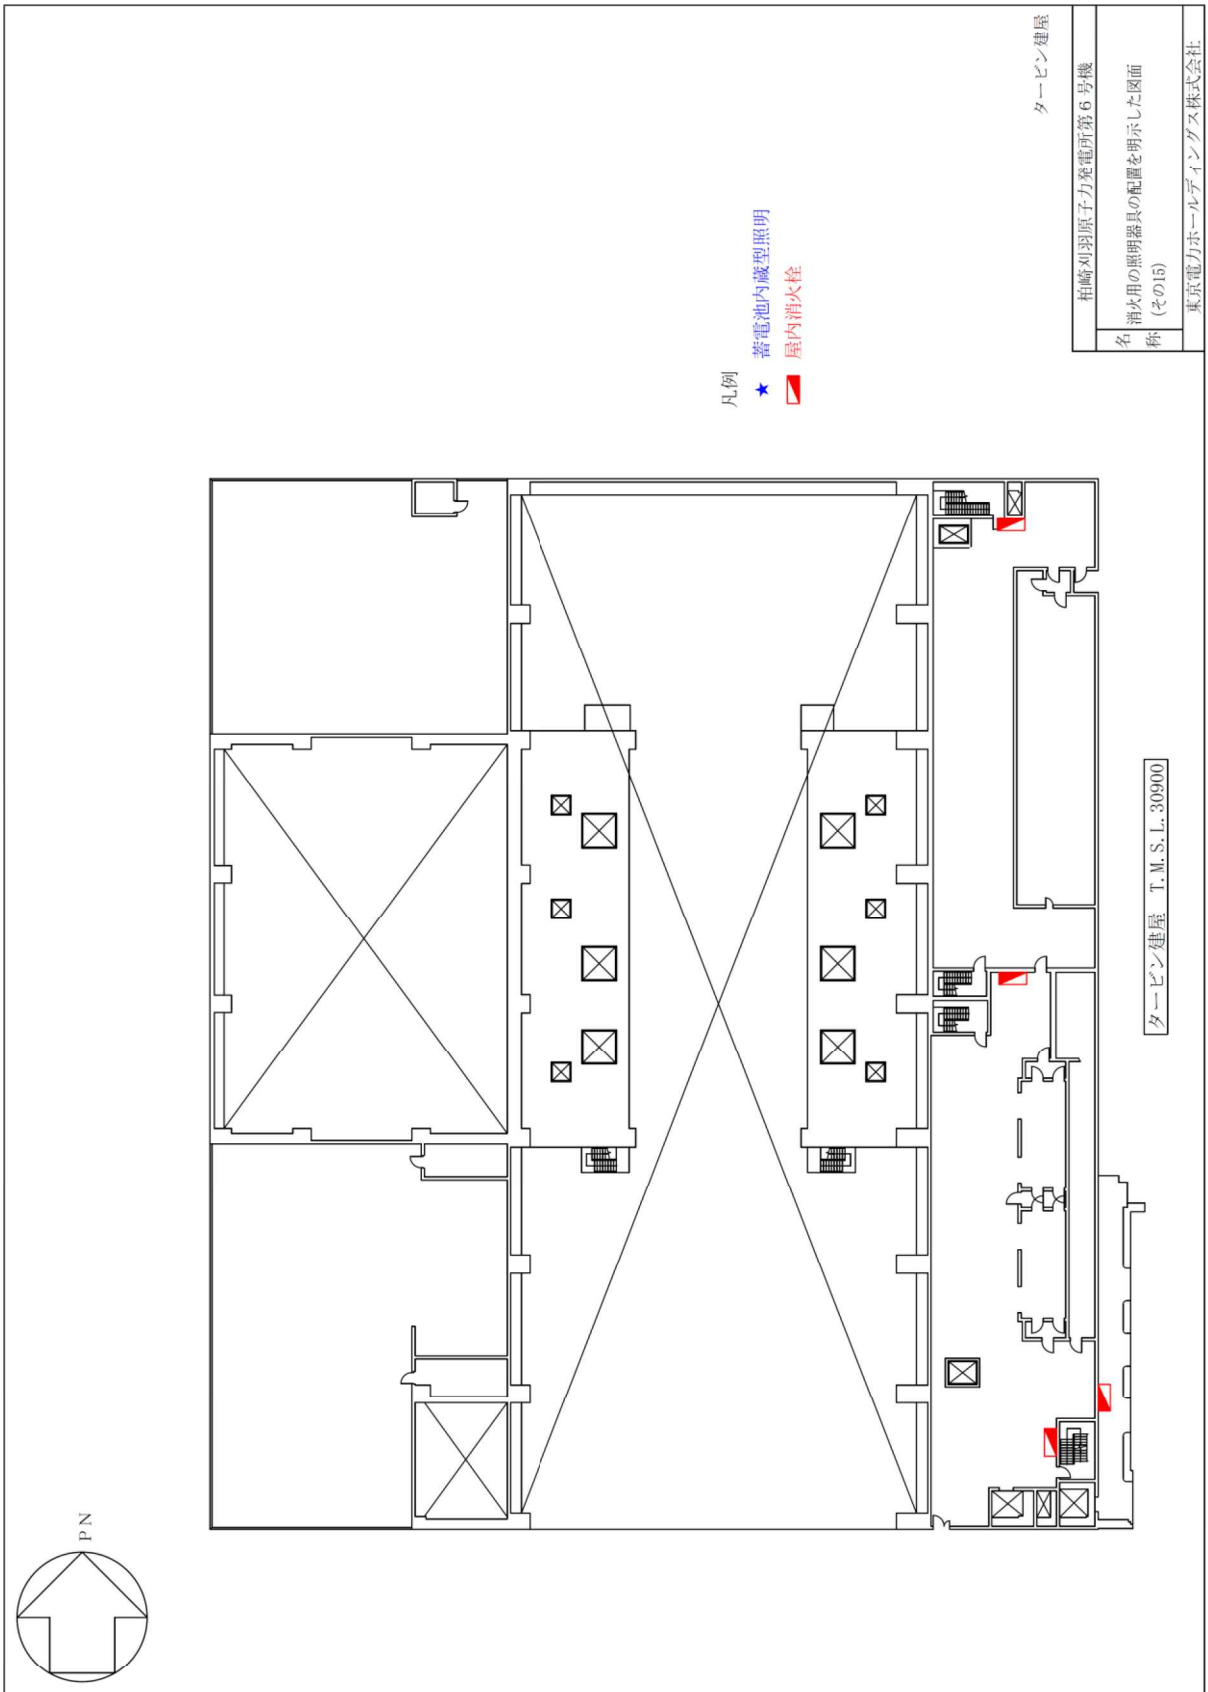 PN
凡例
★ 蓄電池内蔵型照明
屋内消火栓
タービン建屋 T.M.S.L.30900
タービン建屋
柏崎刈羽原子力発電所第6号機
名称
消火用の照明器具の配置を明示した図面
(その15)
東京電力ホールディングス株式会社